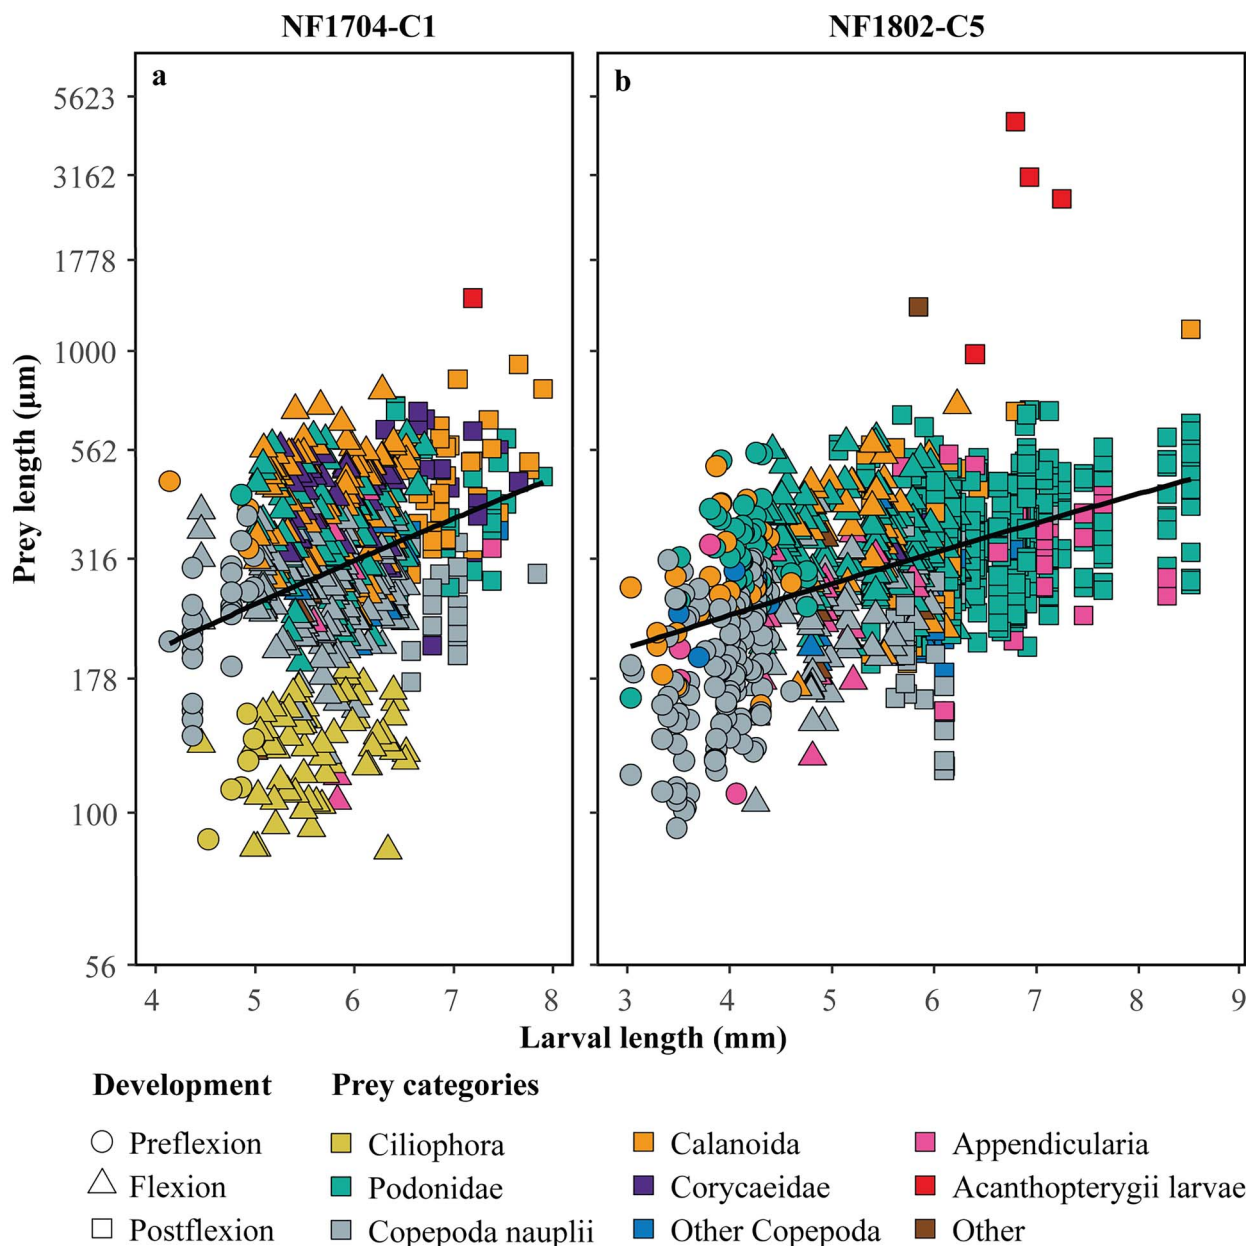 NF1704-C1 NF1802-C5
a b
5623
3162
1778
1000
562
316
178
100
56
Prey length (µm)
4 5 6 7 8 3 4 5 6 7 8 9
Larval length (mm)
Development Prey categories
Preflexion Ciliophora Calanoida Appendicularia
Flexion Podonidae Corycaeidae Acanthopterygii larvae
Postflexion Copepoda nauplii Other Copepoda Other